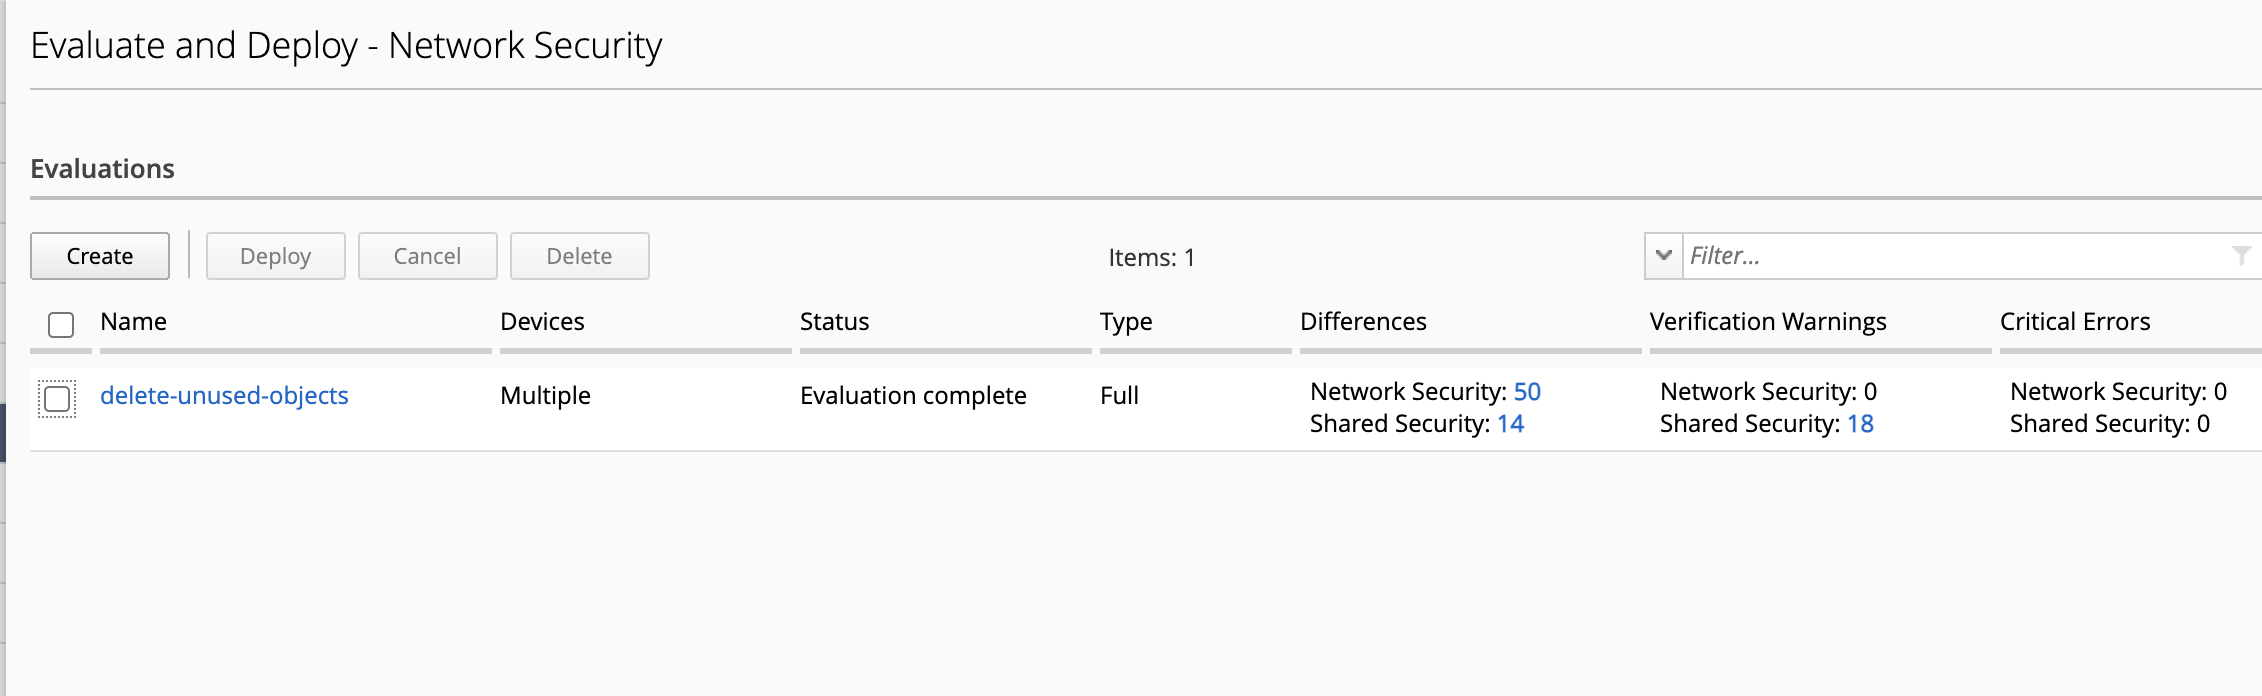 Evaluate and Deploy - Network Security
Evaluations
Create Deploy Cancel Delete Items: 1 Filter...
Name Devices Status Type Differences Verification Warnings Critical Errors
delete-unused-objects Multiple Evaluation complete Full Network Security: 50 Network Security: 0 Network Security: 0
Shared Security: 14 Shared Security: 18 Shared Security: 0